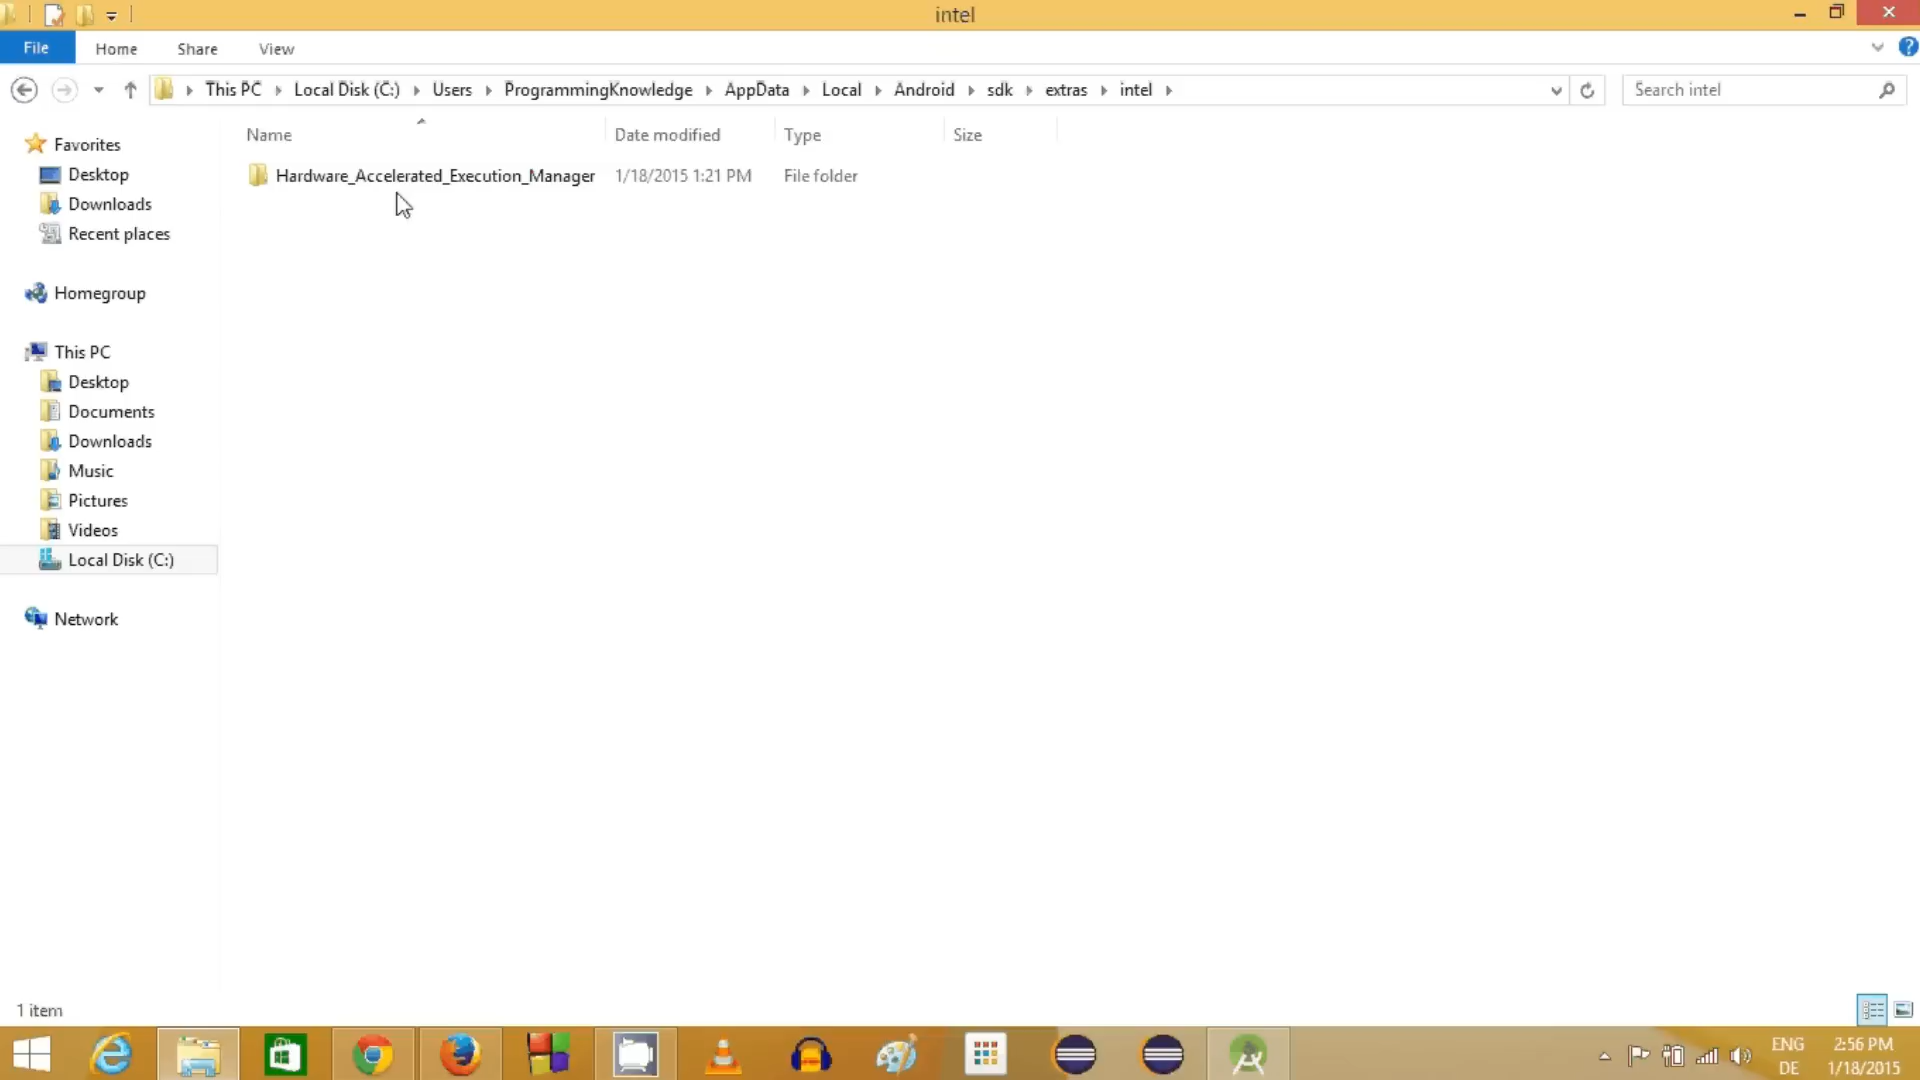 intel
File Home Share View
This PC Local Disk (C:) Users ProgrammingKnowledge AppData Local Android sdk extras intel
Search intel
Name Date modified Type Size
Hardware_Accelerated_Execution_Manager 1/18/2015 1:21 PM File folder
Favorites
Desktop
Downloads
Recent places
Homegroup
This PC
Desktop
Documents
Downloads
Music
Pictures
Videos
Local Disk (C:)
Network
1 item
ENG 2:56 PM
DE 1/18/2015